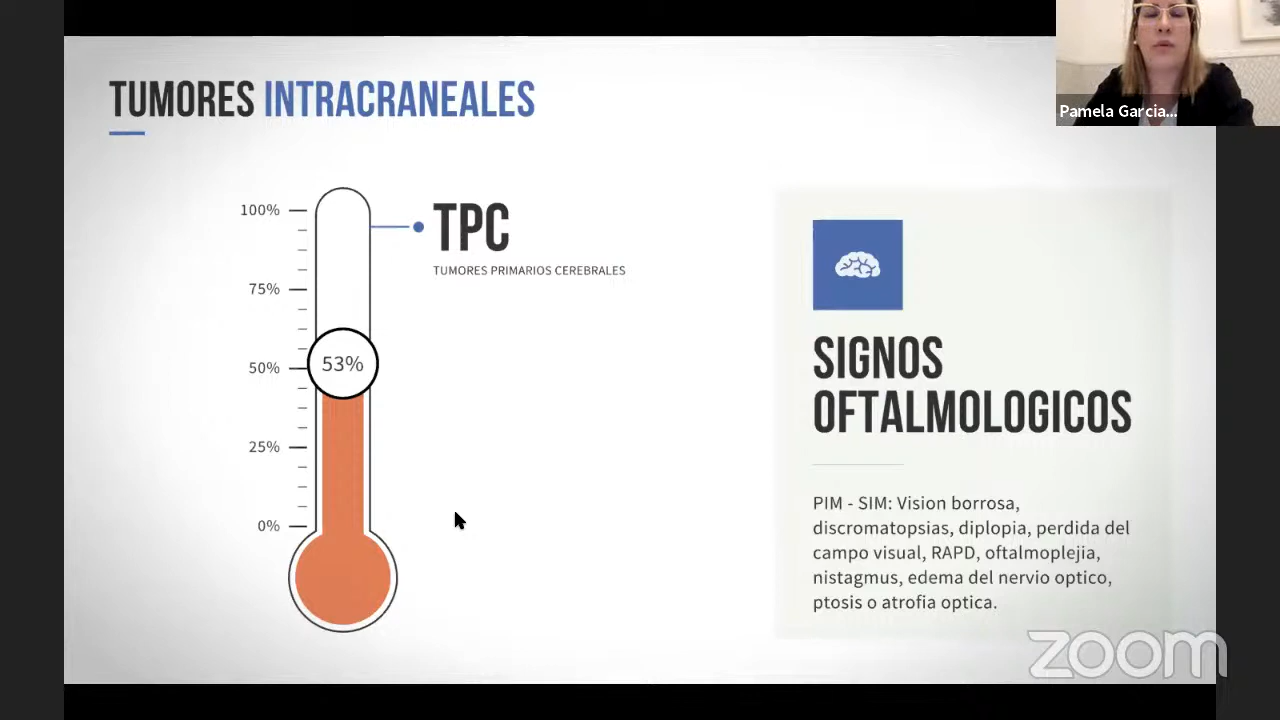 TUMORES INTRACRANEALES
Pamela Garcia...
100%
75%
50%
25%
0%
53%
TPC
TUMORES PRIMARIOS CEREBRALES
SIGNOS
OFTALMOLOGICOS
PIM - SIM: Vision borrosa,
discromatopsias, diplopia, perdida del
campo visual, RAPD, oftalmoplejia,
nistagmus, edema del nervio optico,
ptosis o atrofia optica.
zoom